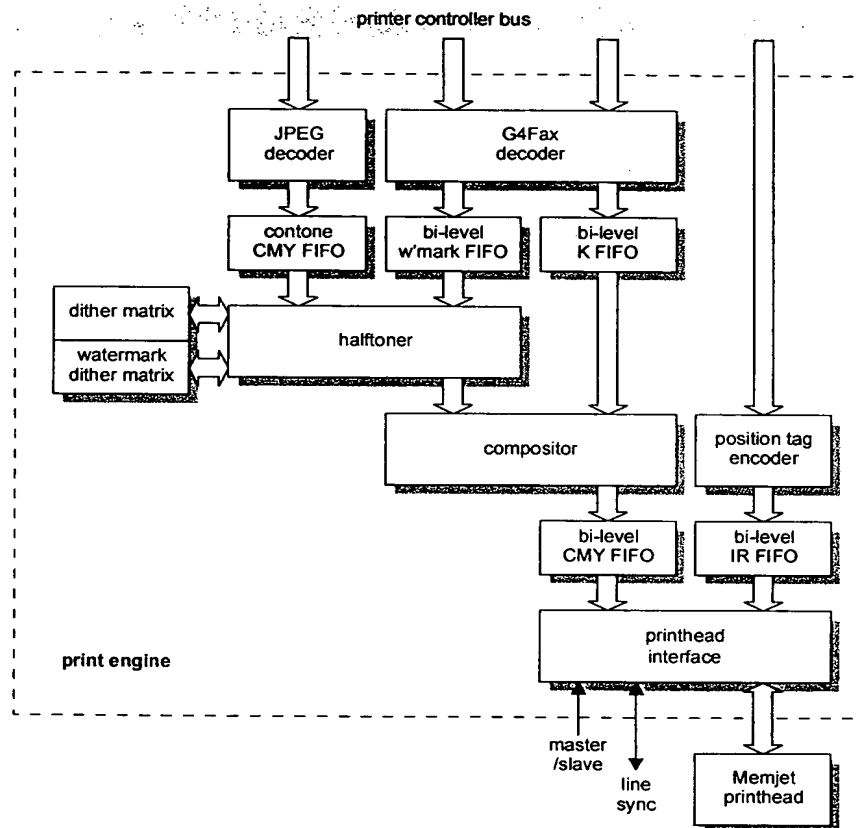 printer controller bus
JPEG
decoder
G4Fax
decoder
contone
CMY FIFO
bi-level
w'mark FIFO
bi-level
K FIFO
dither matrix
watermark
dither matrix
halftoner
compositor
position tag
encoder
bi-level
CMY FIFO
bi-level
IR FIFO
printhead
interface
print engine
master
/slave
line
sync
Memjet
printhead